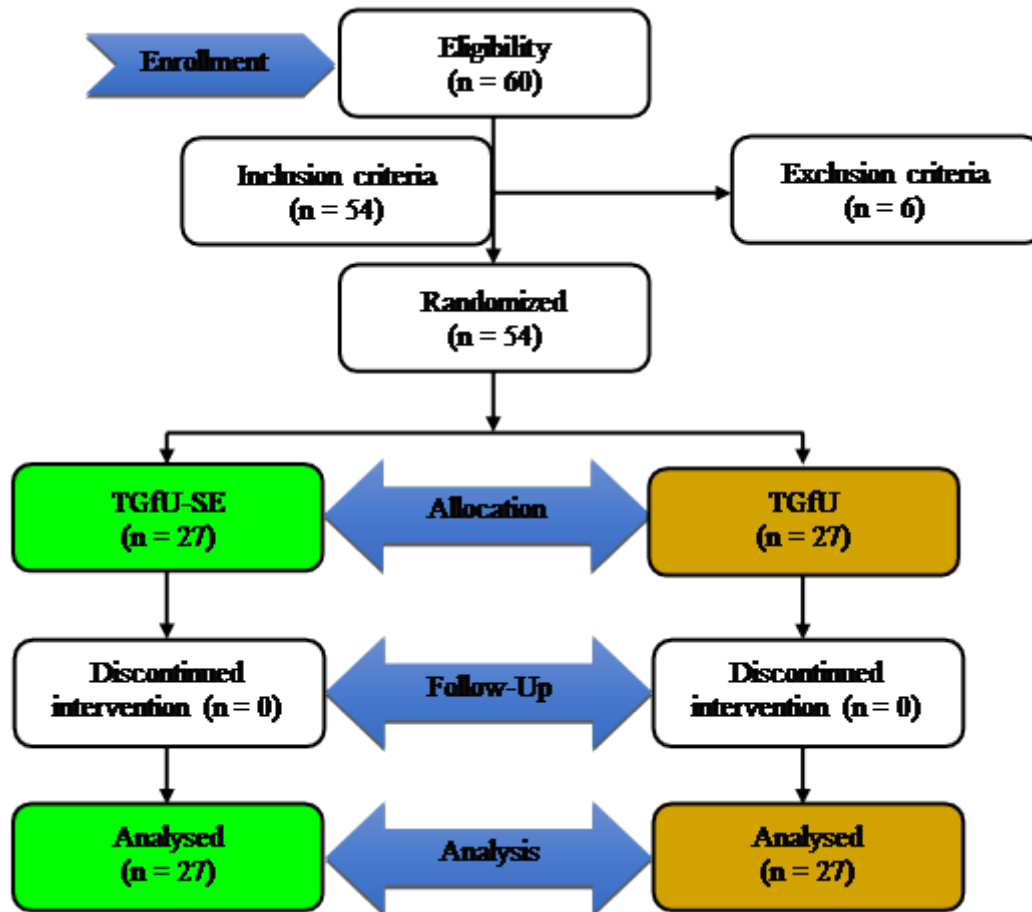 Enrollment
Eligibility
(n = 60)
Inclusion criteria
(n = 54)
Exclusion criteria
(n = 6)
Randomized
(n = 54)
TGfU-SE
(n = 27)
Allocation
TGfU
(n = 27)
Discontinued
intervention (n = 0)
Follow-Up
Discontinued
intervention (n = 0)
Analysed
(n = 27)
Analysis
Analysed
(n = 27)